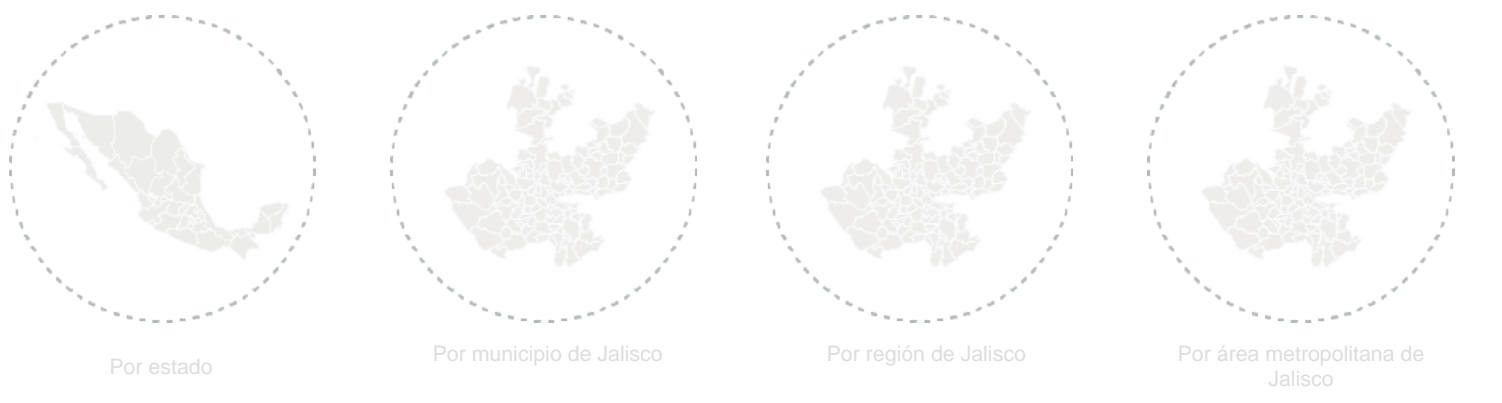 Por estado
Por municipio de Jalisco
Por región de Jalisco
Por área metropolitana de
Jalisco